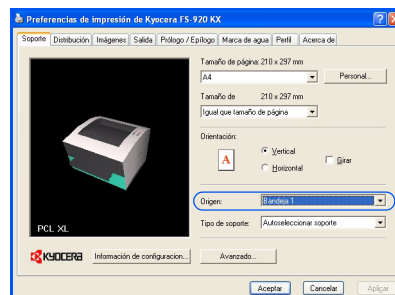 Preferencias de impresión de Kyocera FS-920 KX
Soporte Distribución Imágenes Salida Prólogo / Epílogo Marca de agua Perfil Acerca de
Tamaño de página: 210 x 297 mm
A4
Personal...
Tamaño de 210 x 297 mm
Igual que tamaño de página
Orientación:
A
Vertical
Horizontal
Girar
Origen: Bandeja 1
Tipo de soporte: Autoseleccionar soporte
PCL XL
KYOCERA
Información de configuracion...
Avanzado...
Aceptar Cancelar Aplicar